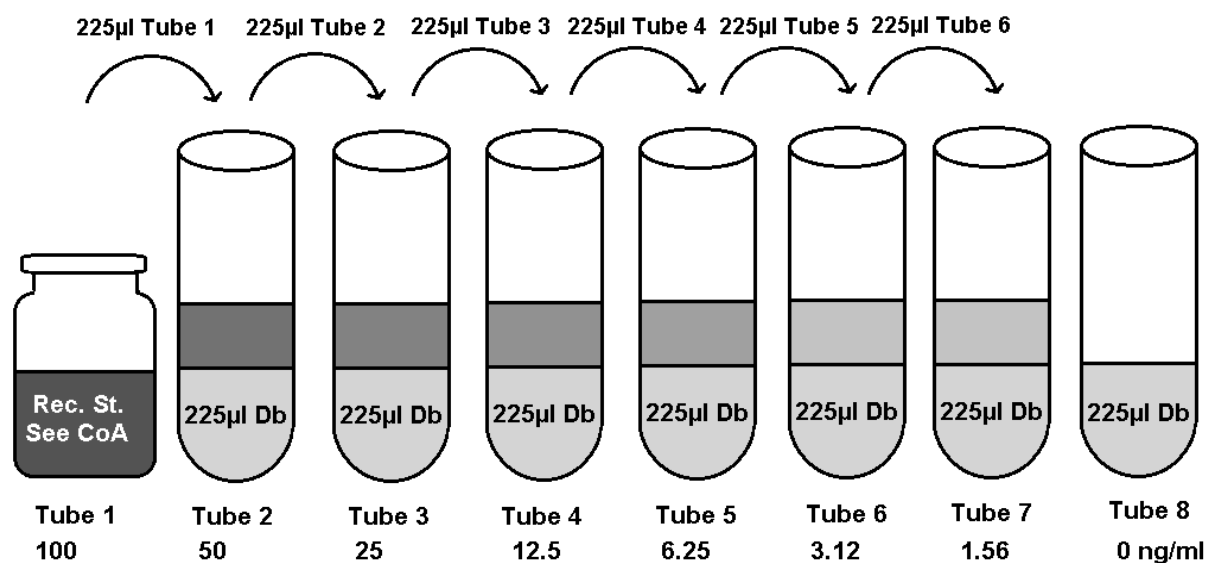 225µl Tube 1 225µl Tube 2 225µl Tube 3 225µl Tube 4 225µl Tube 5 225µl Tube 6
Rec. St.
See CoA
225µl Db 225µl Db 225µl Db 225µl Db 225µl Db 225µl Db 225µl Db
Tube 1 Tube 2 Tube 3 Tube 4 Tube 5 Tube 6 Tube 7 Tube 8
100 50 25 12.5 6.25 3.12 1.56 0 ng/ml